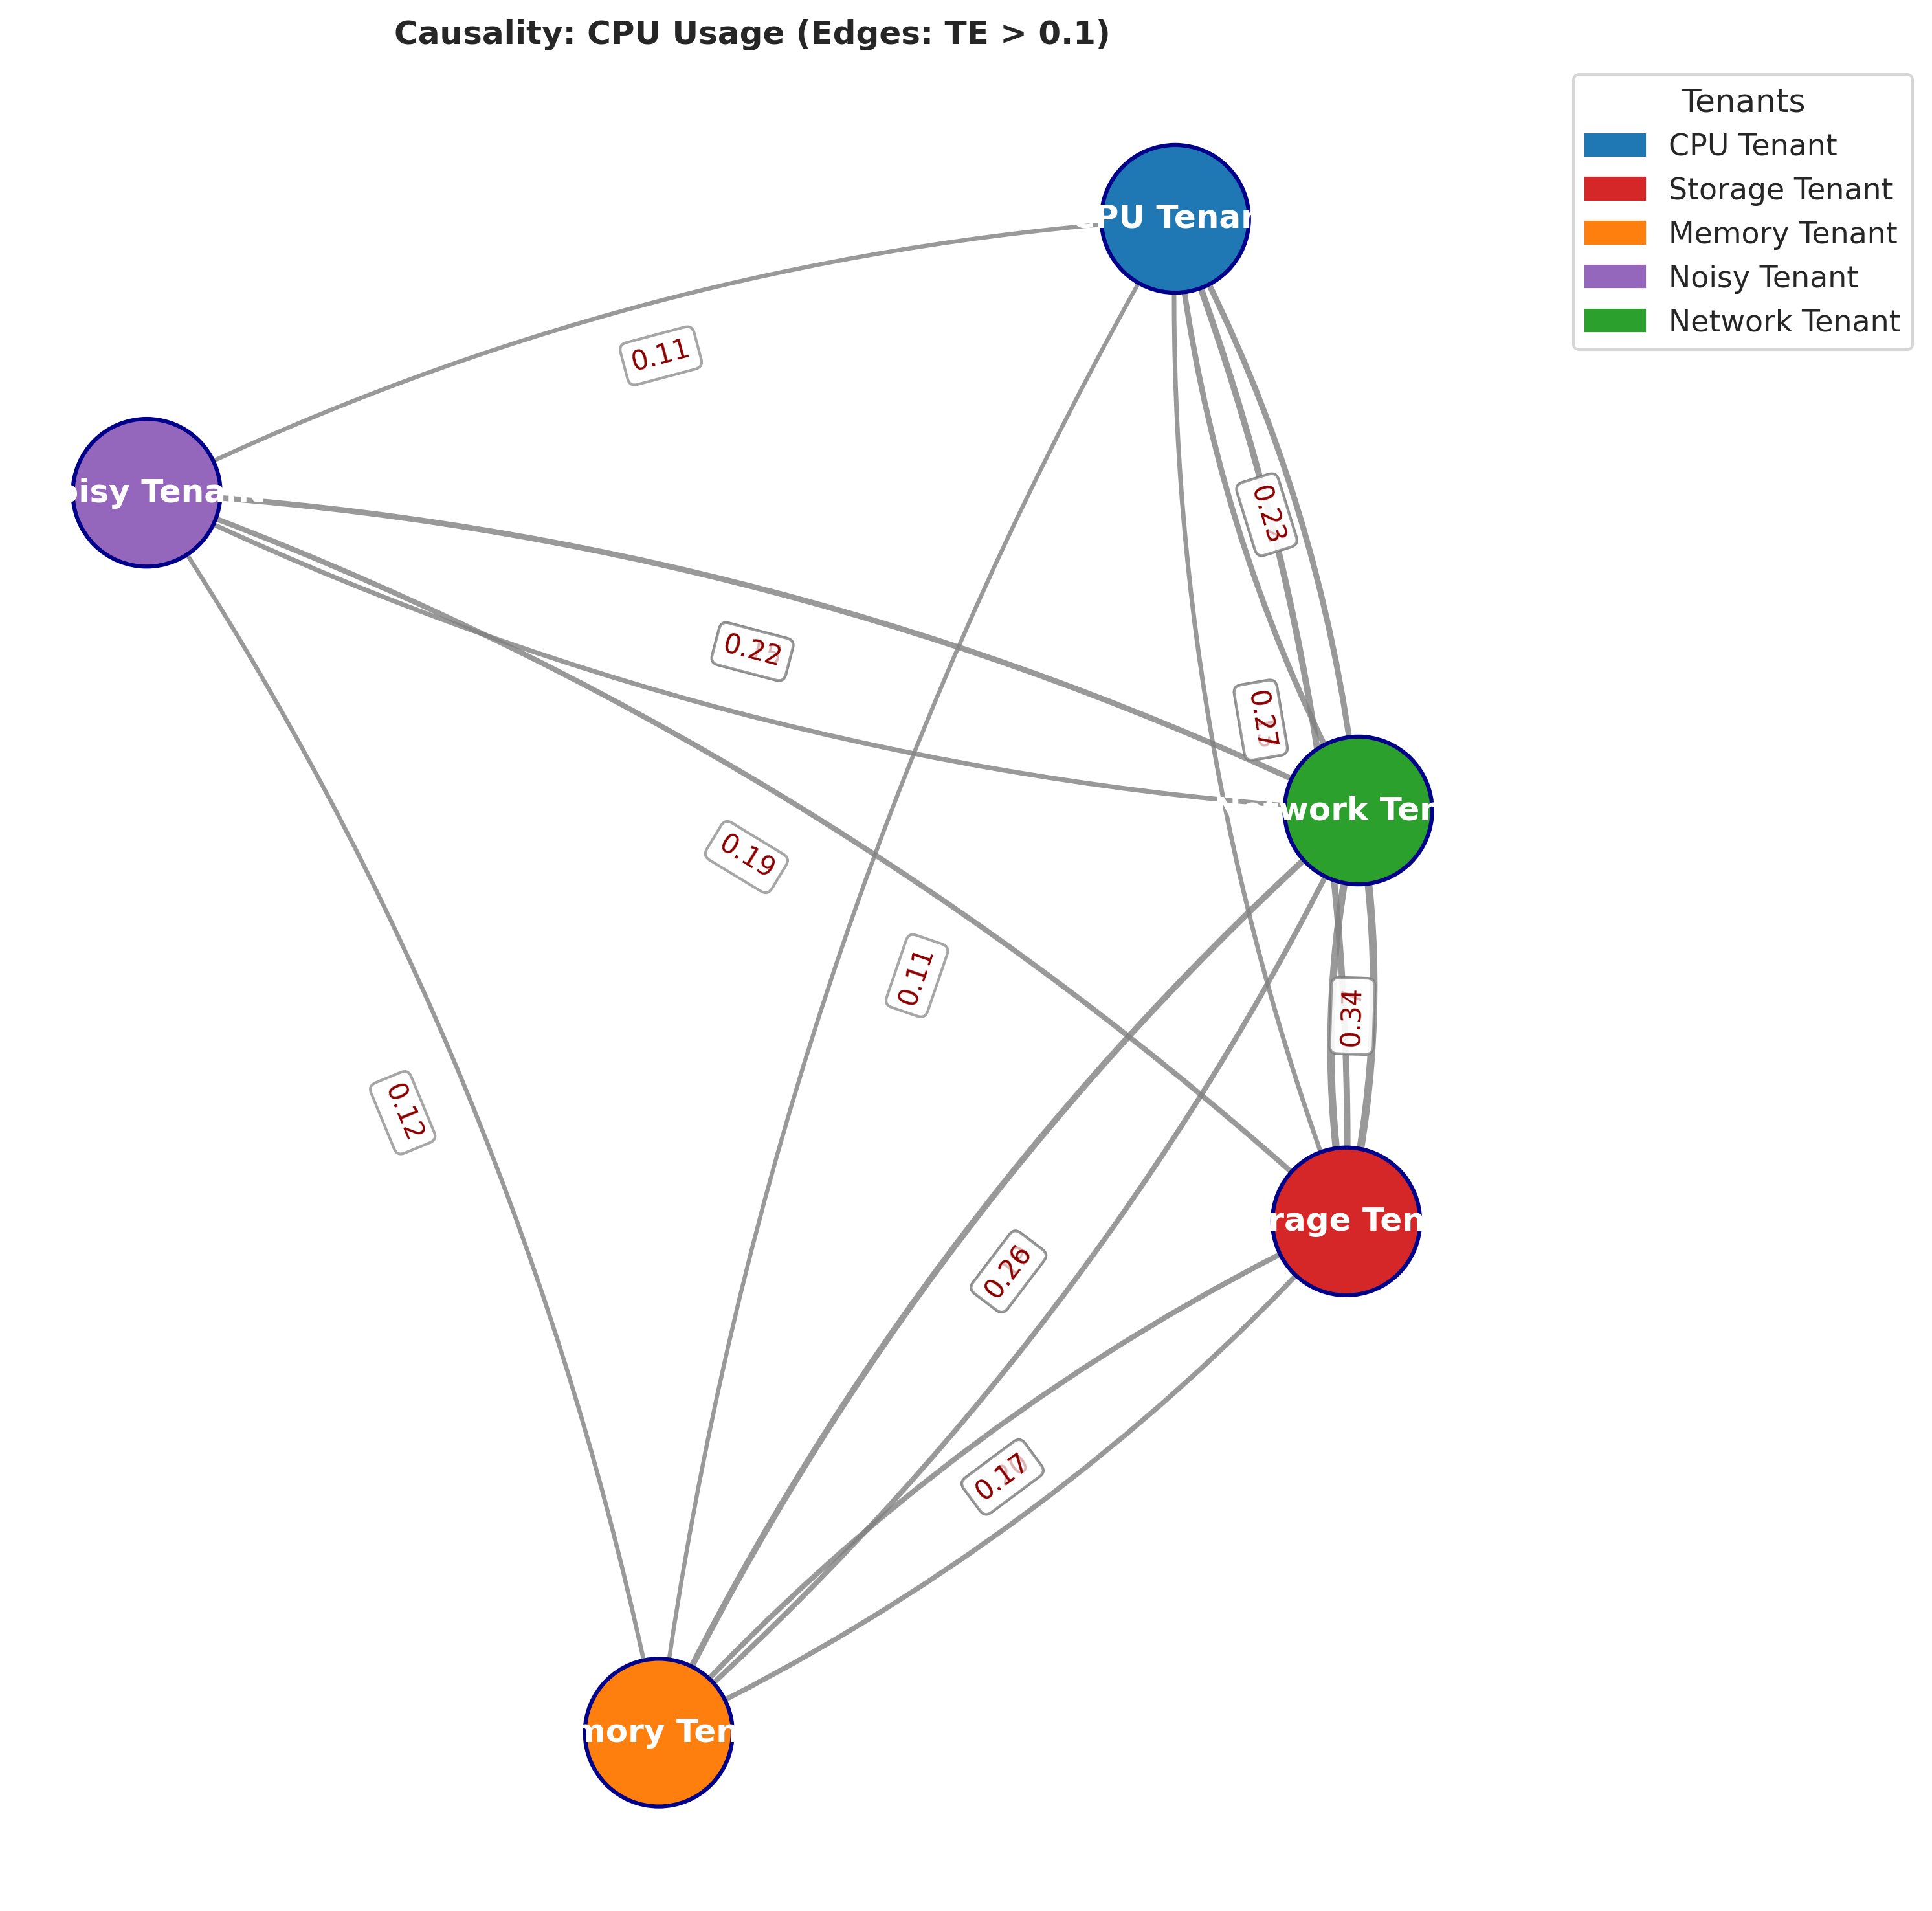 Causality: CPU Usage (Edges: TE > 0.1)
Tenants
CPU Tenant
Storage Tenant
Memory Tenant
Noisy Tenant
Network Tenant
PU Tenan
0.11
oisy Tena
0.23
0.22
0.27
work Ten
0.19
0.11
0.34
0.12
rage Ten
0.26
0.17
mory Ten